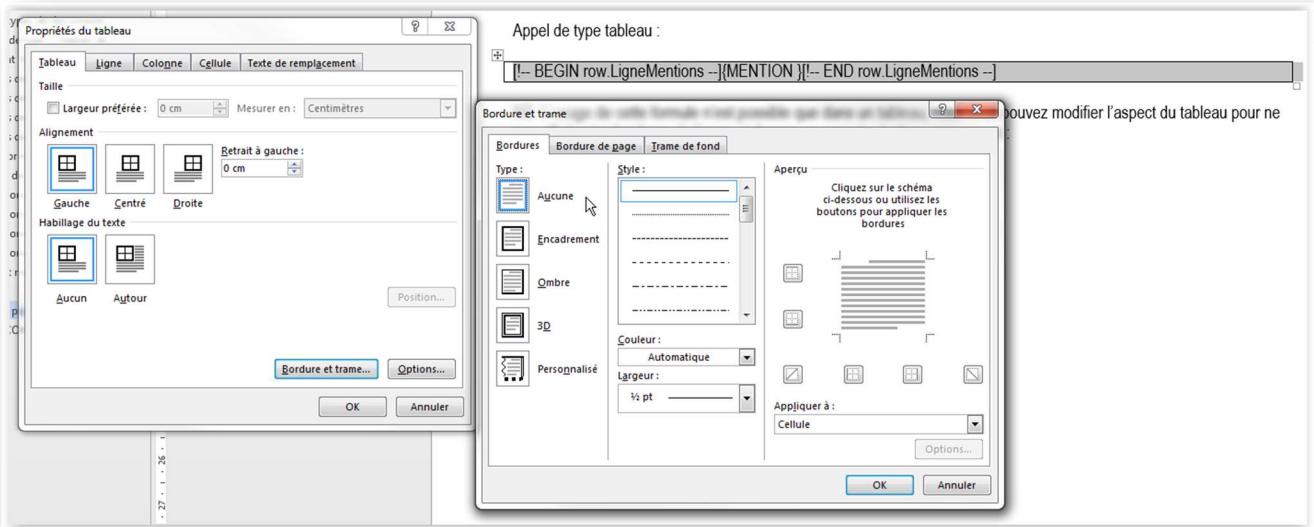 Propriétés du tableau
Tableau Ligne Colonne Cellule Texte de remplacement
Taille
Largeur préférée : 0 cm Mesurer en : Centimètres
Alignement
Retrait à gauche :
0 cm
Gauche Centré Droite
Habillage du texte
Aucun Autour
Position...
Bordure et trame... Options...
OK Annuler
26
27
Appel de type tableau :
[!-- BEGIN row.LigneMentions --]{MENTION }[!-- END row.LigneMentions --]
pouvez modifier l'aspect du tableau pour ne
Bordure et trame
Bordures Bordure de page Trame de fond
Type :
Aucune
Encadrement
Ombre
3D
Personnalisé
Style :
Couleur :
Automatique
Largeur :
½ pt
Aperçu
Cliquez sur le schéma
ci-dessous ou utilisez les
boutons pour appliquer les
bordures
Appliquer à :
Cellule
Options...
OK Annuler